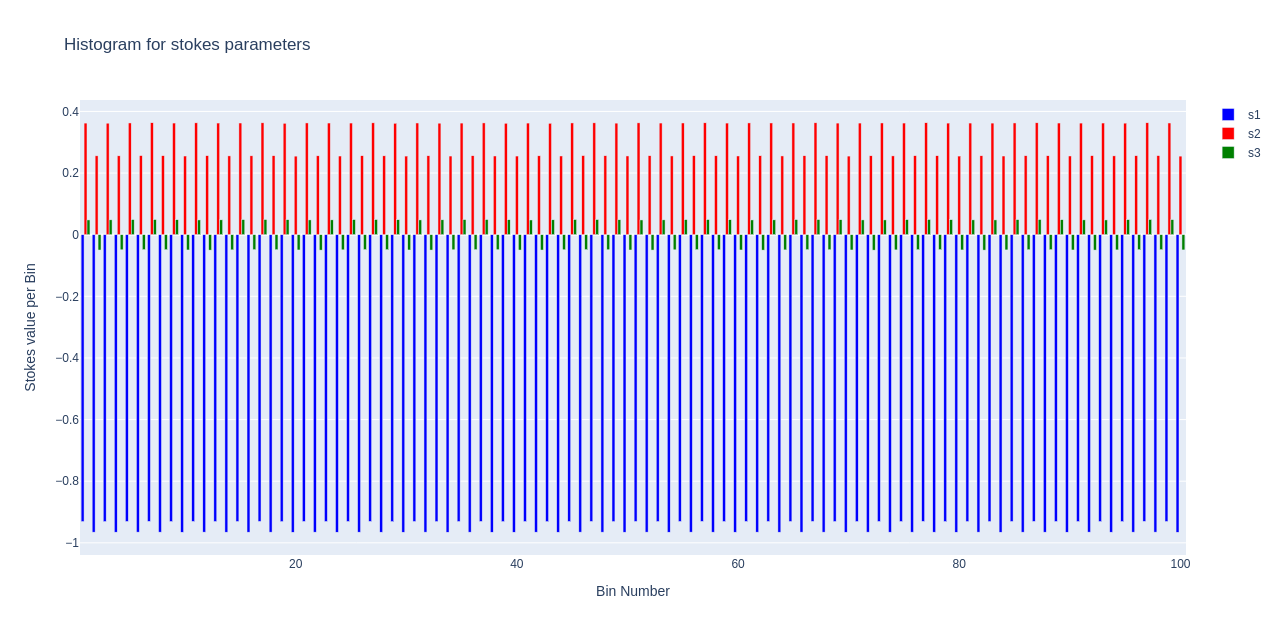 Histogram for stokes parameters
0.4
0.2
0
−0.2
−0.4
−0.6
−0.8
−1
Stokes value per Bin
20
40
60
80
100
Bin Number
s1
s2
s3